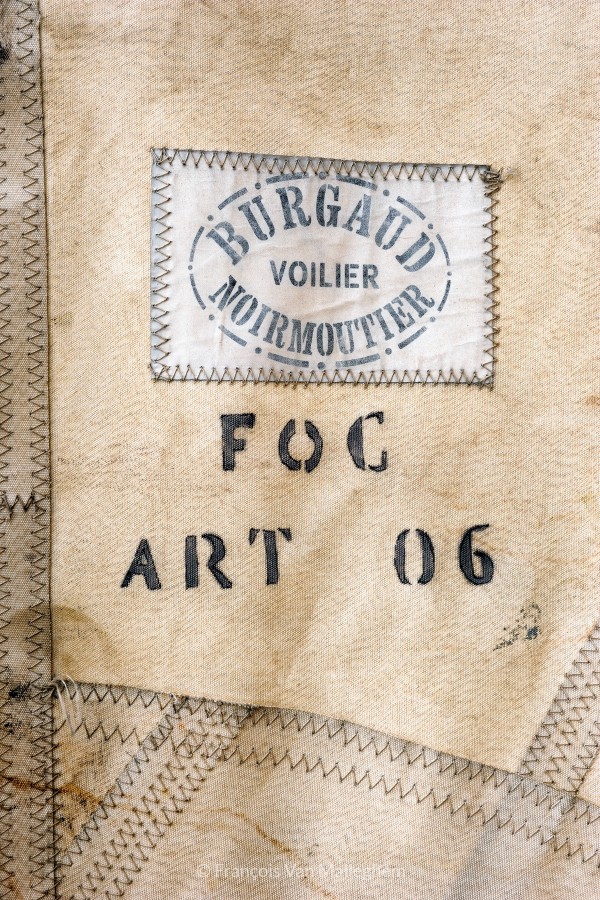 BURGAUD
VOILIER
NOIRMOUTIER
FOC
ART 06
© François Van Malleghem